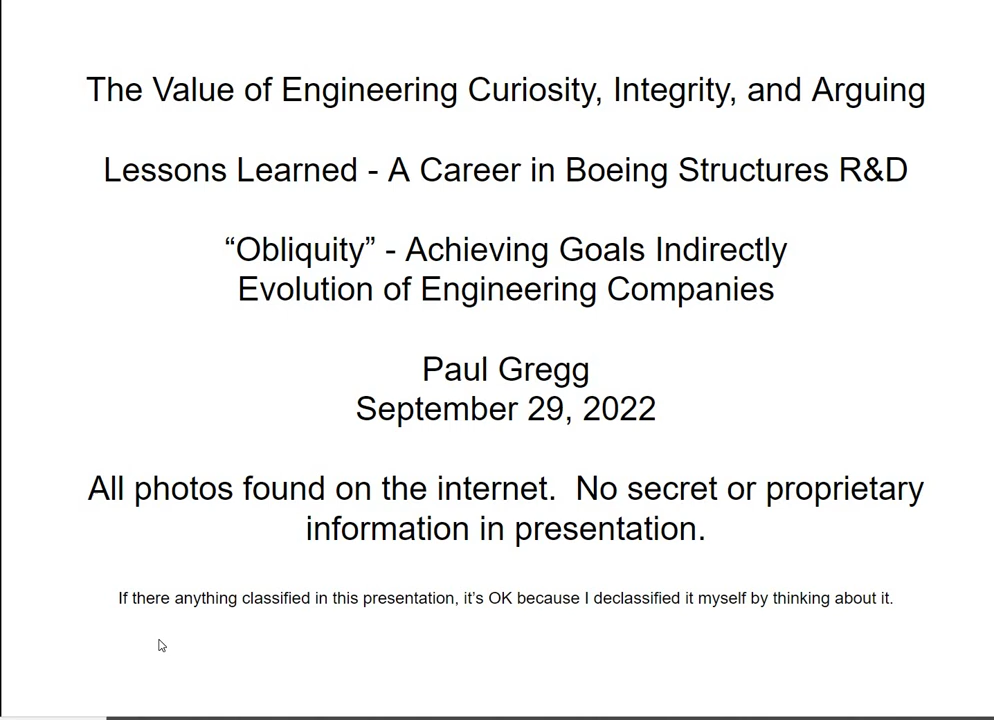 The Value of Engineering Curiosity, Integrity, and Arguing
Lessons Learned - A Career in Boeing Structures R&D
“Obliquity” - Achieving Goals Indirectly
Evolution of Engineering Companies
Paul Gregg
September 29, 2022
All photos found on the internet.  No secret or proprietary
information in presentation.
If there anything classified in this presentation, it’s OK because I declassified it myself by thinking about it.